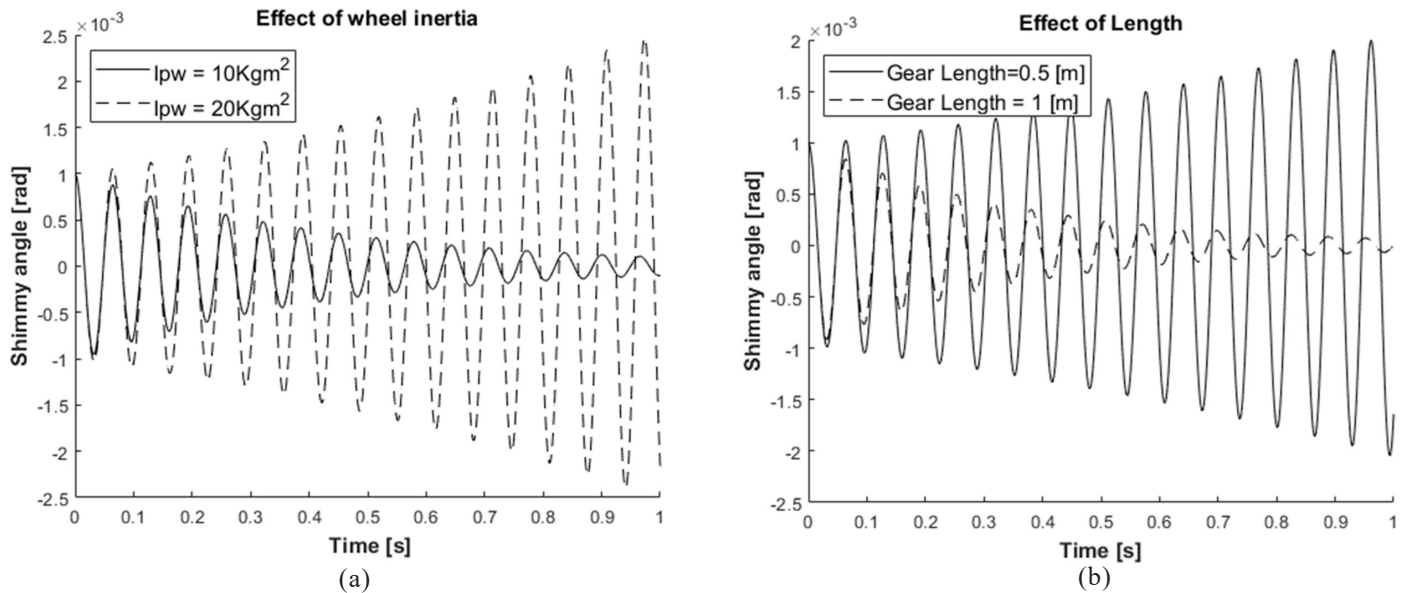 Effect of wheel inertia
×10⁻³
Ipw = 10Kgm²
Ipw = 20Kgm²
2.5
2
1.5
1
0.5
0
-0.5
-1
-1.5
-2
-2.5
Shimmy angle [rad]
0 0.1 0.2 0.3 0.4 0.5 0.6 0.7 0.8 0.9 1
Time [s]
(a)
Effect of Length
×10⁻³
Gear Length=0.5 [m]
Gear Length = 1 [m]
2
1.5
1
0.5
0
-0.5
-1
-1.5
-2
-2.5
Shimmy angle [rad]
0 0.1 0.2 0.3 0.4 0.5 0.6 0.7 0.8 0.9 1
Time [s]
(b)